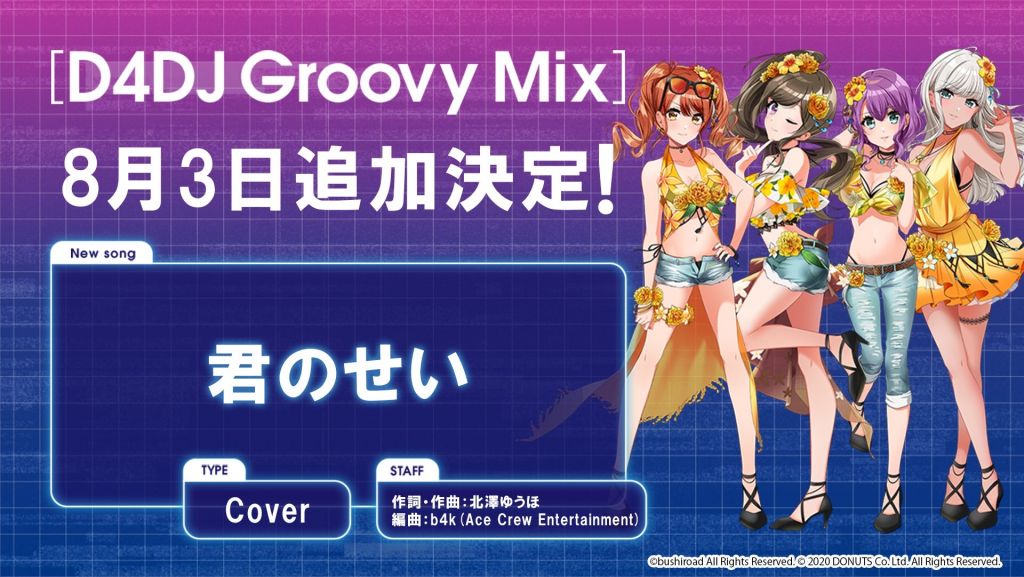 [D4DJ Groovy Mix]
8月3日追加決定!
New song
君のせい
TYPE
Cover
STAFF
作詞・作曲:北澤ゆうほ
編曲:b4k(Ace Crew Entertainment)
©bushiroad All Rights Reserved. © 2020 DONUTS Co. Ltd. All Rights Reserved.